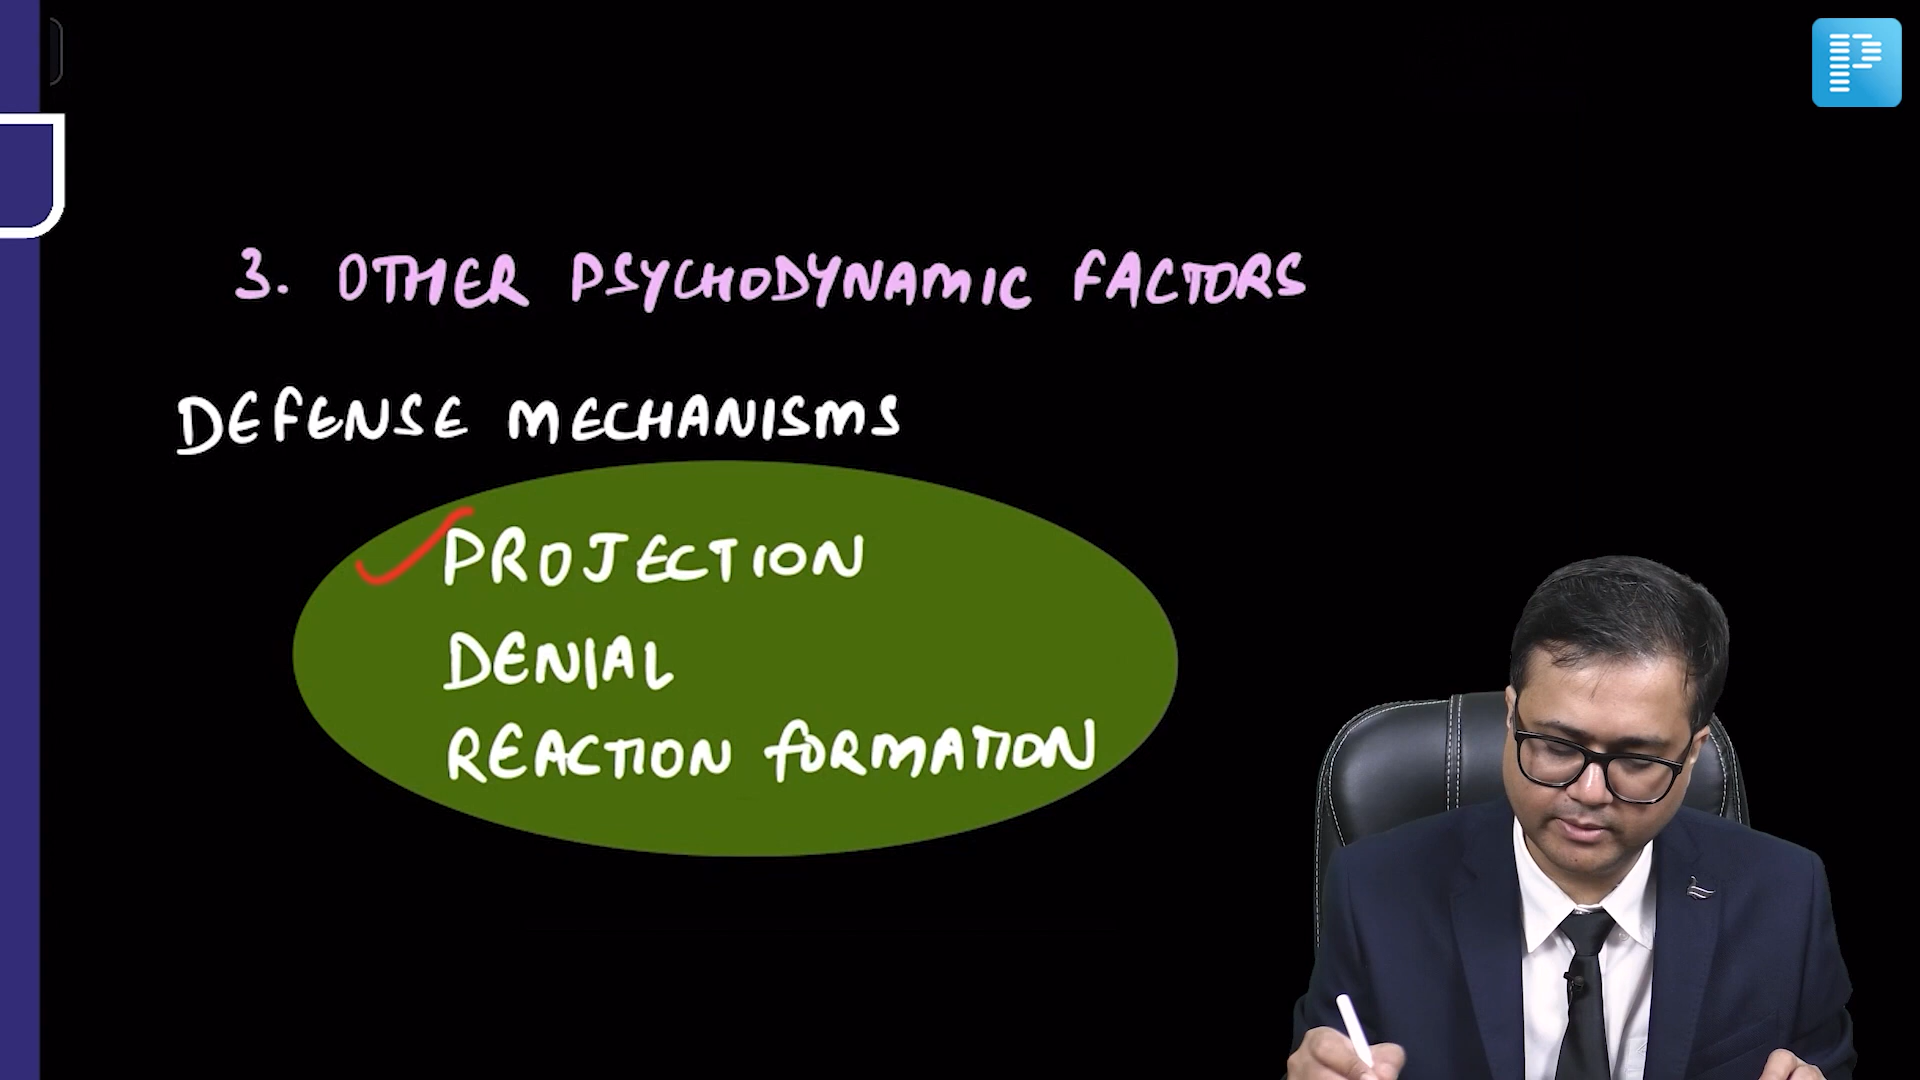 3. OTHER PSYCHODYNAMIC FACTORS
DEFENSE MECHANISMS
PROJECTION
DENIAL
REACTION FORMATION